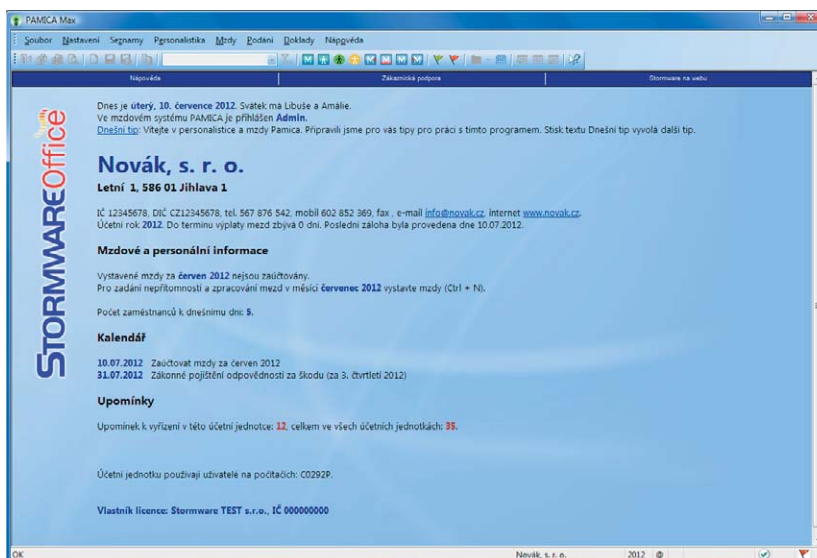 PAMICA Max
Soubor Nastavení Seznamy Personalistika Mzdy Podání Doklady Nápověda
Nápověda Zákaznická podpora Stormware na webu
STORMWAREOffice
Dnes je úterý, 10. července 2012. Svátek má Libuše a Amálie.
Ve mzdovém systému PAMICA je přihlášen Admin.
Dnešní tip: Vítejte v personalistice a mzdy Pamica. Připravili jsme pro vás tipy pro práci s tímto programem. Stisk textu Dnešní tip vyvolá další tip.
Novák, s. r. o.
Letní 1, 586 01 Jihlava 1
IČ 12345678, DIČ CZ12345678, tel. 567 876 542, mobil 602 852 369, fax , e-mail info@novak.cz, internet www.novak.cz.
Účetní rok 2012. Do termínu výplaty mezd zbývá 0 dní. Poslední záloha byla provedena dne 10.07.2012.
Mzdové a personální informace
Vystavené mzdy za červen 2012 nejsou zaúčtovány.
Pro zadání nepřítomností a zpracování mezd v měsíci červenec 2012 vystavte mzdy (Ctrl + N).
Počet zaměstnanců k dnešnímu dni: 5.
Kalendář
10.07.2012 Zaúčtovat mzdy za červen 2012
31.07.2012 Zákonné pojištění odpovědnosti za škodu (za 3. čtvrtletí 2012)
Upomínky
Upomínek k vyřízení v této účetní jednotce: 12, celkem ve všech účetních jednotkách: 35.
Účetní jednotku používají uživatelé na počítačích: C0292P.
Vlastník licence: Stormware TEST s.r.o., IČ 000000000
OK Novák, s. r. o. 2012 @